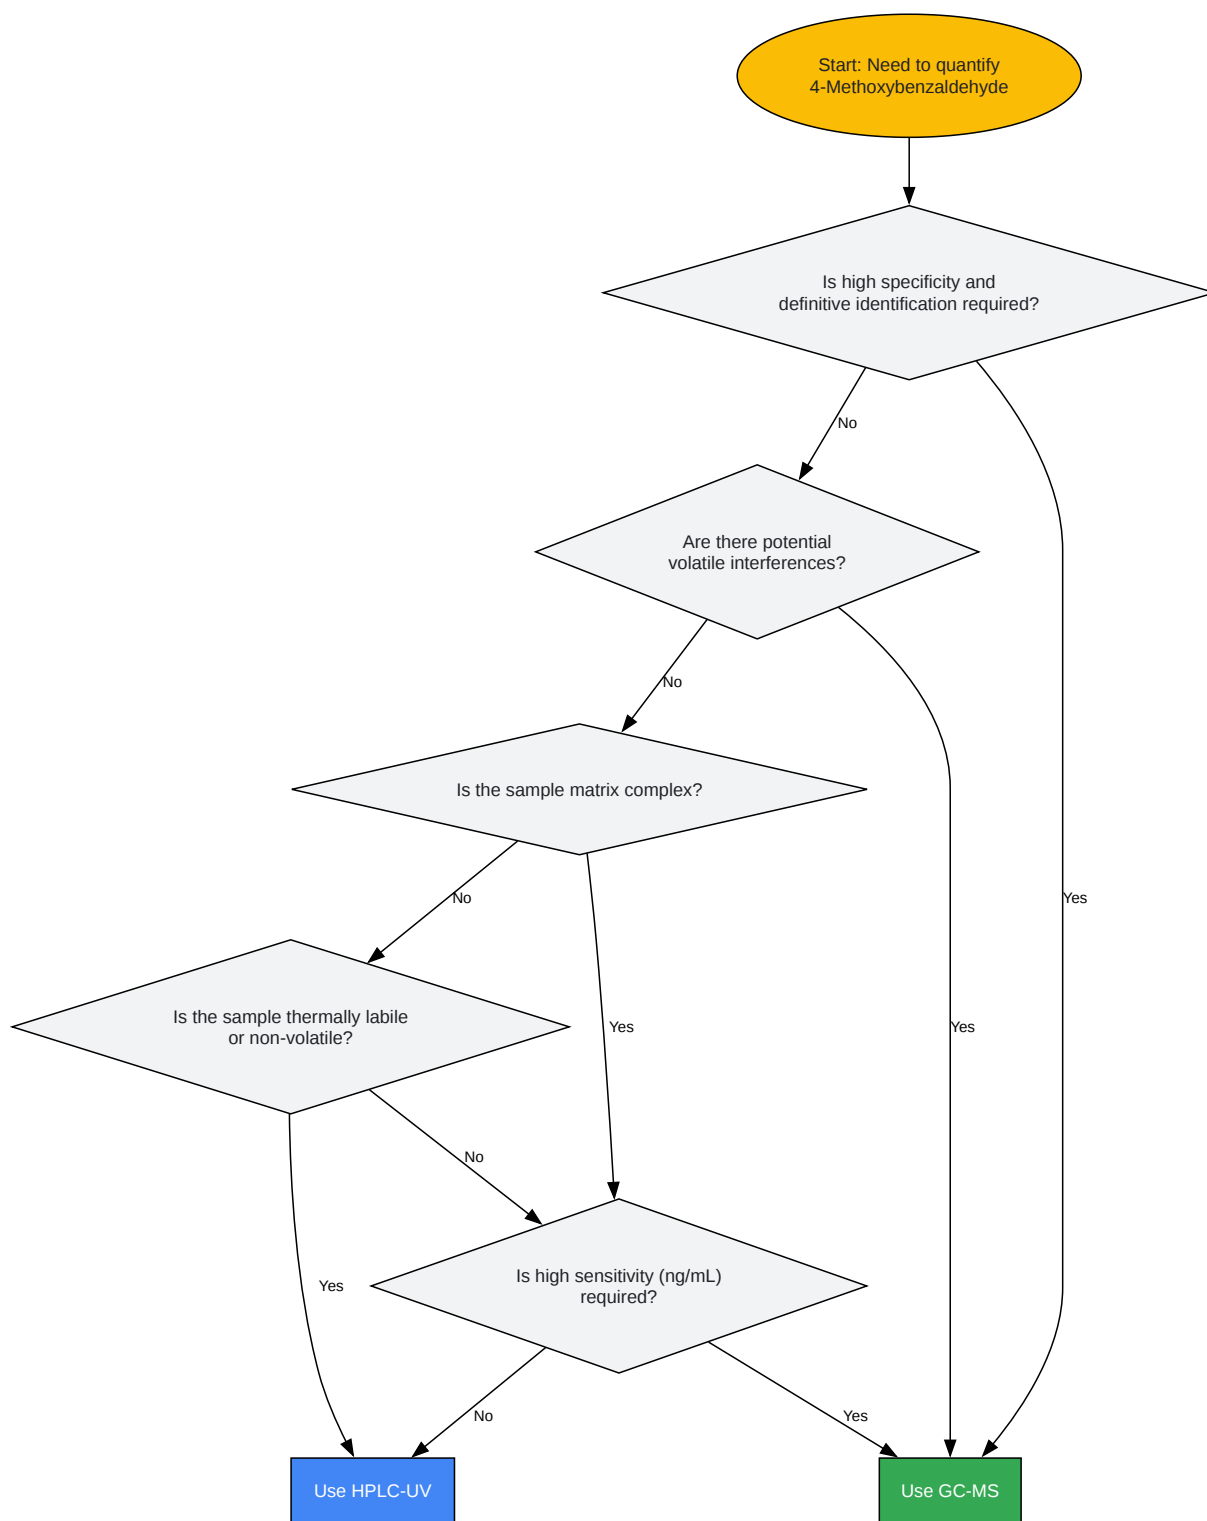 Start: Need to quantify
4-Methoxybenzaldehyde
Is high specificity and
definitive identification required?
No
Are there potential
volatile interferences?
No
Is the sample matrix complex?
No
Yes
Is the sample thermally labile
or non-volatile?
Yes
Yes
No
Is high sensitivity (ng/mL)
required?
Yes
No
Yes
Use HPLC-UV
Use GC-MS